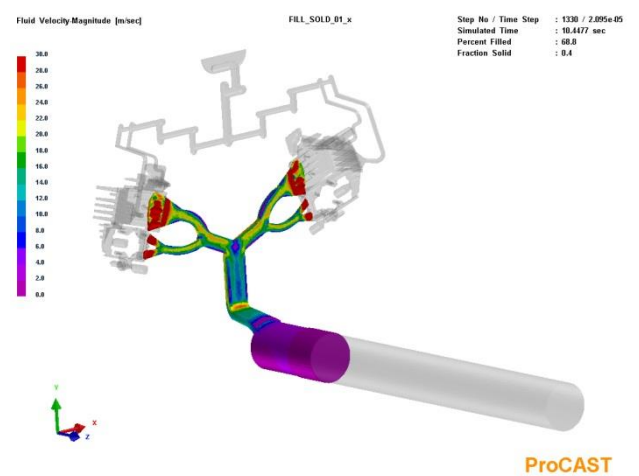 Fluid Velocity-Magnitude [m/sec]
FILL_SOLD_01_x
Step No / Time Step : 1330 / 2.095e-05
Simulated Time : 10.4477 sec
Percent Filled : 60.0
Fraction Solid : 0.4
30.0
28.0
26.0
24.0
22.0
20.0
18.0
16.0
14.0
12.0
10.0
8.0
6.0
4.0
2.0
0.0
Y
X
Z
ProCAST